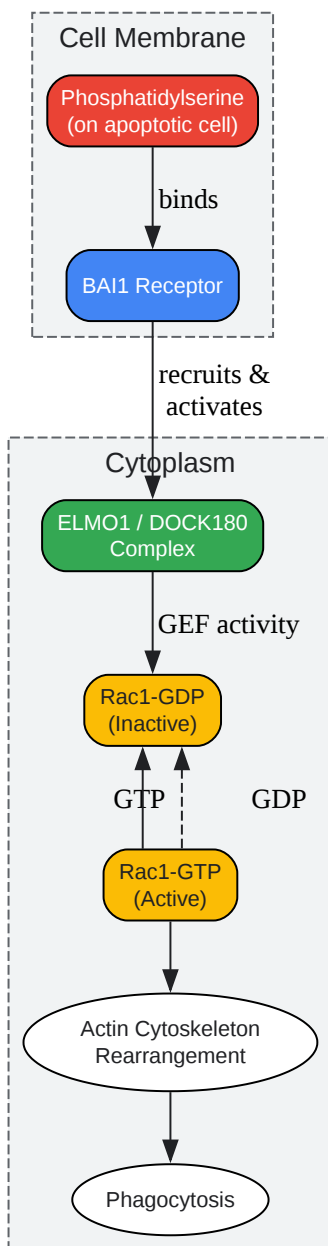 Cell Membrane
Phosphatidylserine
(on apoptotic cell)
binds
BAI1 Receptor
recruits &
activates
Cytoplasm
ELMO1 / DOCK180
Complex
GEF activity
Rac1-GDP
(Inactive)
GTP
GDP
Rac1-GTP
(Active)
Actin Cytoskeleton
Rearrangement
Phagocytosis